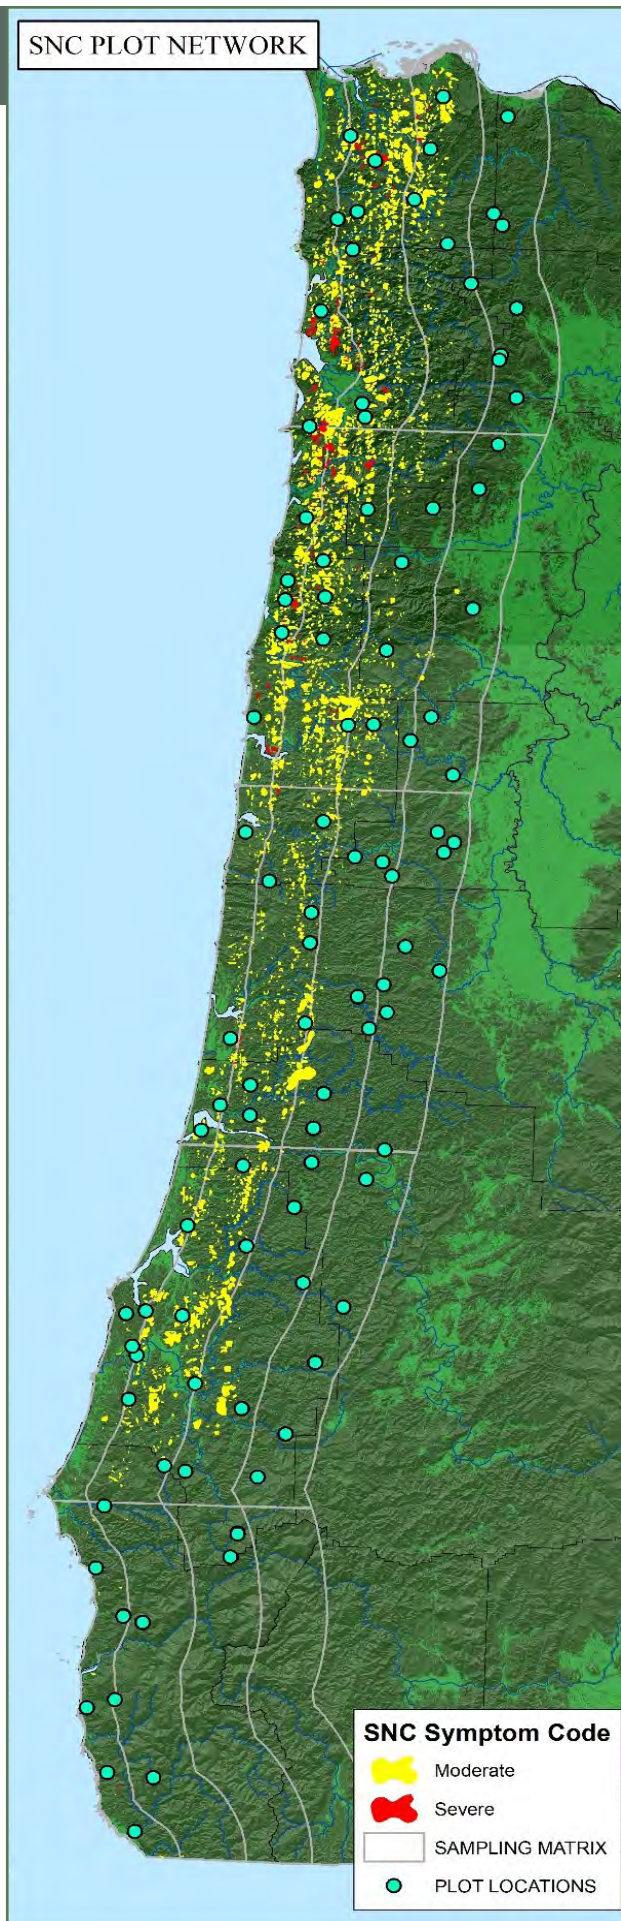 SNC PLOT NETWORK
SNC Symptom Code
Moderate
Severe
SAMPLING MATRIX
PLOT LOCATIONS